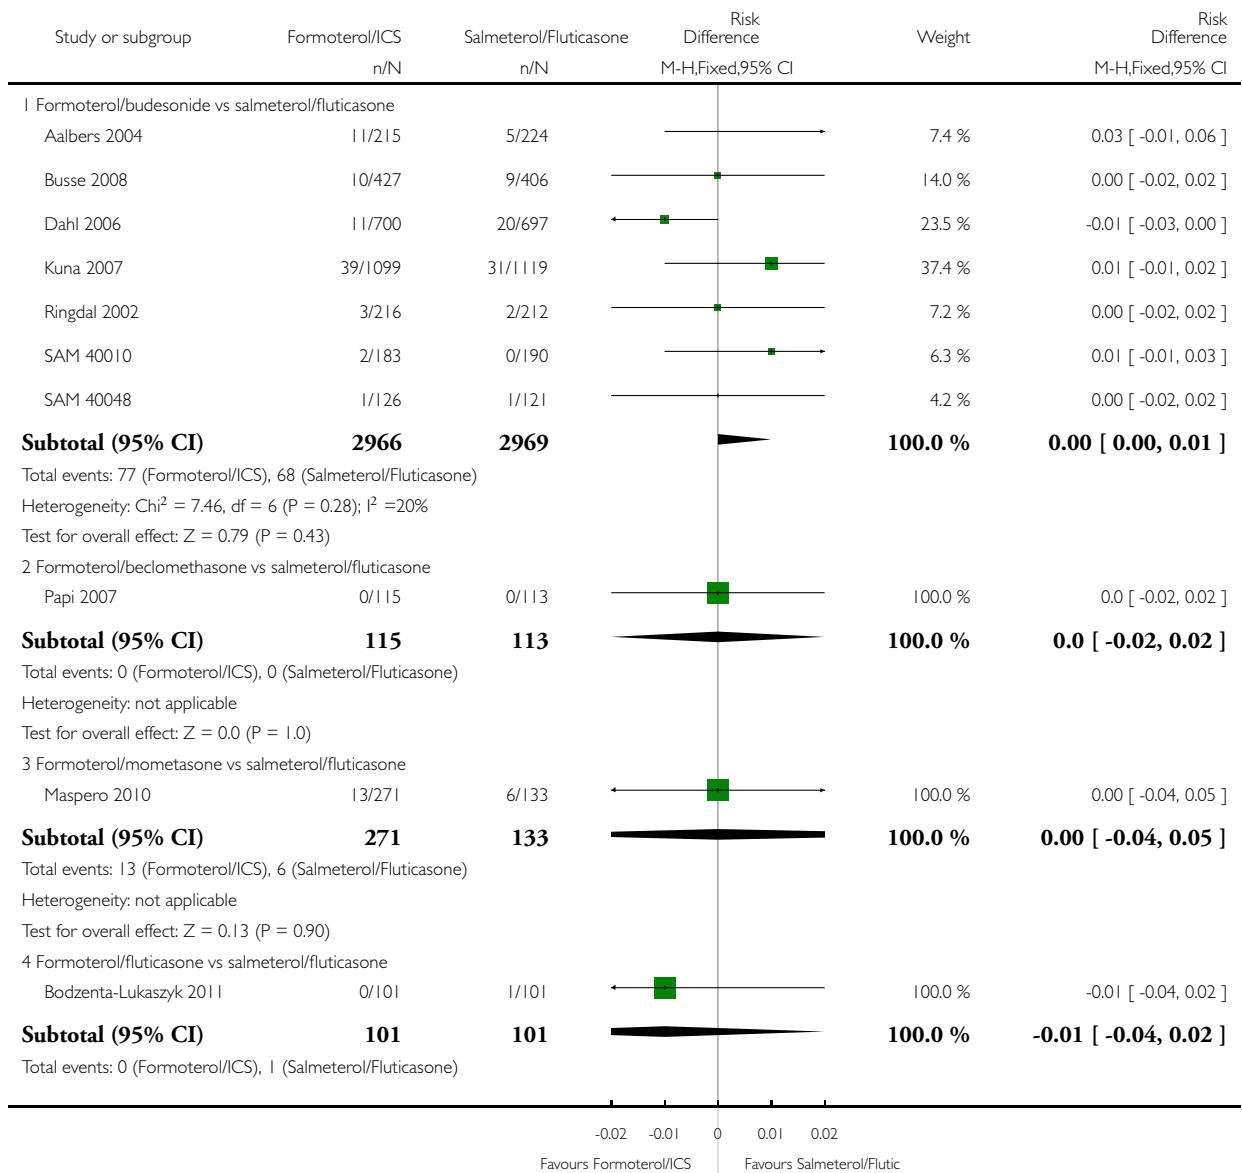 Study or subgroup Formoterol/ICS Salmeterol/Fluticasone Risk Difference Weight Risk Difference
n/N n/N M-H,Fixed,95% CI M-H,Fixed,95% CI
1 Formoterol/budesonide vs salmeterol/fluticasone
Aalbers 2004 11/215 5/224 7.4 % 0.03 [ -0.01, 0.06 ]
Busse 2008 10/427 9/406 14.0 % 0.00 [ -0.02, 0.02 ]
Dahl 2006 11/700 20/697 23.5 % -0.01 [ -0.03, 0.00 ]
Kuna 2007 39/1099 31/1119 37.4 % 0.01 [ -0.01, 0.02 ]
Ringdal 2002 3/216 2/212 7.2 % 0.00 [ -0.02, 0.02 ]
SAM 40010 2/183 0/190 6.3 % 0.01 [ -0.01, 0.03 ]
SAM 40048 1/126 1/121 4.2 % 0.00 [ -0.02, 0.02 ]
Subtotal (95% CI) 2966 2969 100.0 % 0.00 [ 0.00, 0.01 ]
Total events: 77 (Formoterol/ICS), 68 (Salmeterol/Fluticasone)
Heterogeneity: Chi² = 7.46, df = 6 (P = 0.28); I² =20%
Test for overall effect: Z = 0.79 (P = 0.43)
2 Formoterol/beclomethasone vs salmeterol/fluticasone
Papi 2007 0/115 0/113 100.0 % 0.0 [ -0.02, 0.02 ]
Subtotal (95% CI) 115 113 100.0 % 0.0 [ -0.02, 0.02 ]
Total events: 0 (Formoterol/ICS), 0 (Salmeterol/Fluticasone)
Heterogeneity: not applicable
Test for overall effect: Z = 0.0 (P = 1.0)
3 Formoterol/mometasone vs salmeterol/fluticasone
Maspero 2010 13/271 6/133 100.0 % 0.00 [ -0.04, 0.05 ]
Subtotal (95% CI) 271 133 100.0 % 0.00 [ -0.04, 0.05 ]
Total events: 13 (Formoterol/ICS), 6 (Salmeterol/Fluticasone)
Heterogeneity: not applicable
Test for overall effect: Z = 0.13 (P = 0.90)
4 Formoterol/fluticasone vs salmeterol/fluticasone
Bodzenta-Lukaszyk 2011 0/101 1/101 100.0 % -0.01 [ -0.04, 0.02 ]
Subtotal (95% CI) 101 101 100.0 % -0.01 [ -0.04, 0.02 ]
Total events: 0 (Formoterol/ICS), 1 (Salmeterol/Fluticasone)
-0.02 -0.01 0 0.01 0.02
Favours Formoterol/ICS Favours Salmeterol/Flutic